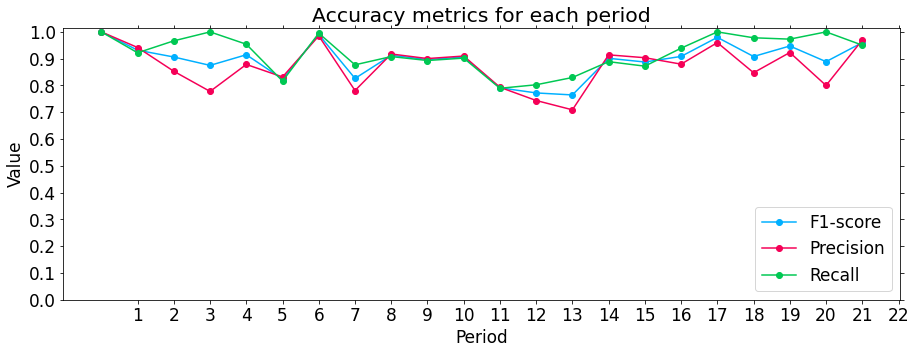 Accuracy metrics for each period
1.0
0.9
0.8
0.7
0.6
0.5
0.4
0.3
0.2
0.1
0.0
Value
F1-score
Precision
Recall
1 2 3 4 5 6 7 8 9 10 11 12 13 14 15 16 17 18 19 20 21 22
Period